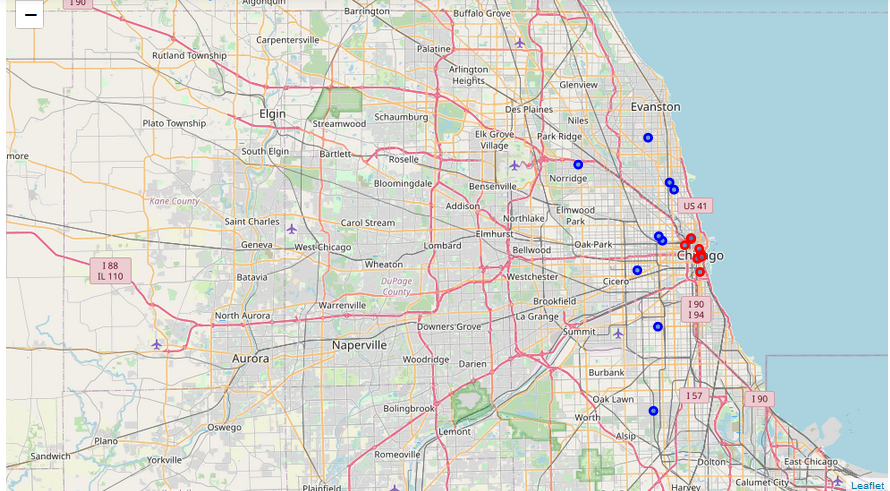 I 90
Algonquin
Barrington
Buffalo Grove
−
Carpentersville
Palatine
Rutland Township
Arlington
Heights
Glenview
Evanston
Elgin
Des Plaines
Streamwood
Schaumburg
Niles
Plato Township
Elk Grove
Village
Park Ridge
South Elgin
Bartlett
Roselle
more
Bloomingdale
Bensenville
Norridge
Kane County
Addison
US 41
Saint Charles
Carol Stream
Northlake
Elmwood
Park
Geneva
West Chicago
Lombard
Elmhurst
Bellwood
Oak Park
Chicago
I 88
IL 110
Batavia
Wheaton
Westchester
DuPage
County
Cicero
Warrenville
Brookfield
I 90
I 94
North Aurora
La Grange
Downers Grove
Summit
Naperville
Aurora
Woodridge
Darien
Burbank
Bolingbrook
Oak Lawn
I 57
I 90
Worth
Oswego
Lemont
Alsip
Plano
Sandwich
Yorkville
Romeoville
Dolton
East Chicago
Plainfield
Harvey
Calumet City
Leaflet